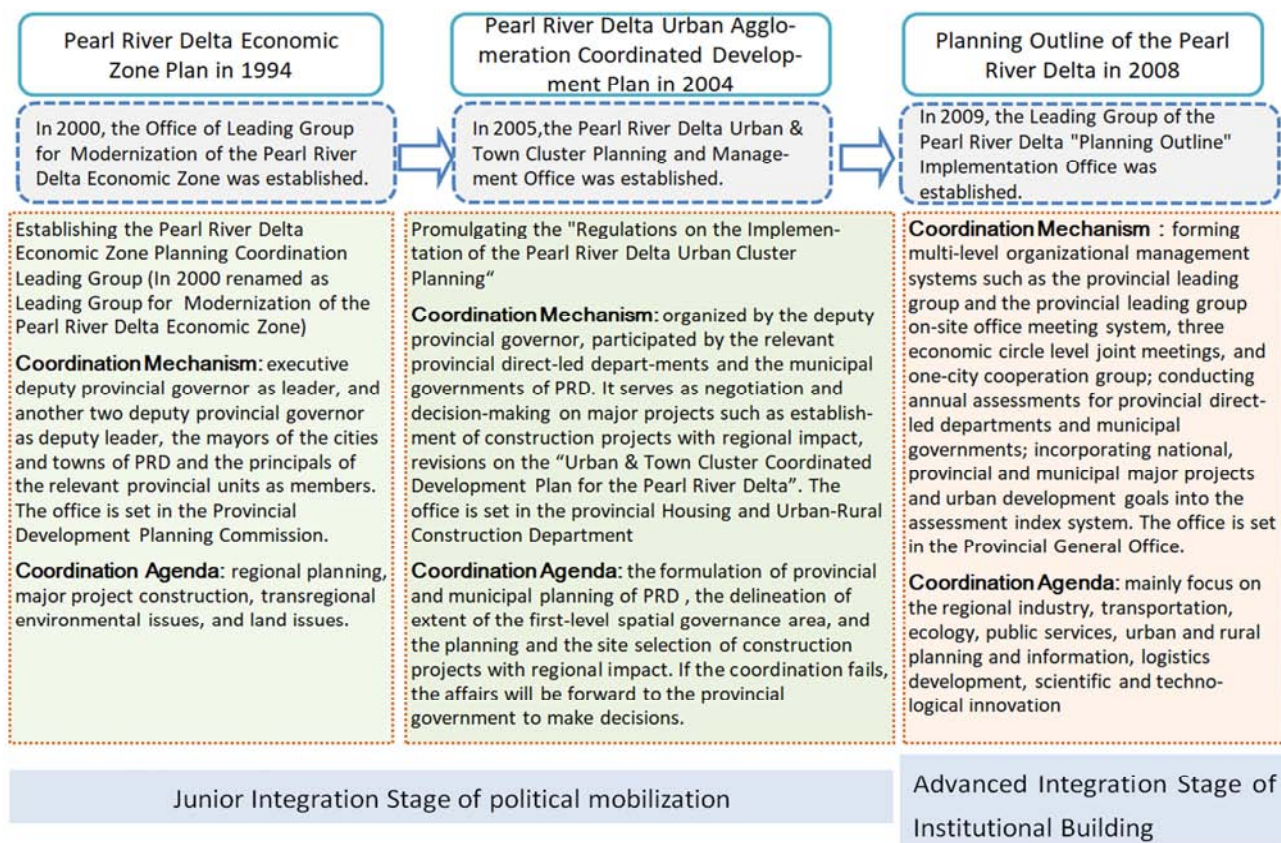 Pearl River Delta Economic
Zone Plan in 1994
In 2000, the Office of Leading Group
for Modernization of the Pearl River
Delta Economic Zone was established.
Establishing the Pearl River Delta
Economic Zone Planning Coordination
Leading Group (In 2000 renamed as
Leading Group for Modernization of the
Pearl River Delta Economic Zone)
Coordination Mechanism: executive
deputy provincial governor as leader, and
another two deputy provincial governor
as deputy leader, the mayors of the cities
and towns of PRD and the principals of
the relevant provincial units as members.
The office is set in the Provincial
Development Planning Commission.
Coordination Agenda: regional planning,
major project construction, transregional
environmental issues, and land issues.
Pearl River Delta Urban Agglo-
meration Coordinated Develop-
ment Plan in 2004
In 2005,the Pearl River Delta Urban &
Town Cluster Planning and Manage-
ment Office was established.
Promulgating the "Regulations on the Implemen-
tation of the Pearl River Delta Urban Cluster
Planning“
Coordination Mechanism: organized by the deputy
provincial governor, participated by the relevant
provincial direct-led depart-ments and the municipal
governments of PRD. It serves as negotiation and
decision-making on major projects such as establish-
ment of construction projects with regional impact,
revisions on the “Urban & Town Cluster Coordinated
Development Plan for the Pearl River Delta”. The
office is set in the provincial Housing and Urban-Rural
Construction Department
Coordination Agenda: the formulation of provincial
and municipal planning of PRD , the delineation of
extent of the first-level spatial governance area, and
the planning and the site selection of construction
projects with regional impact. If the coordination fails,
the affairs will be forward to the provincial
government to make decisions.
Planning Outline of the Pearl
River Delta in 2008
In 2009, the Leading Group of the
Pearl River Delta "Planning Outline"
Implementation Office was
established.
Coordination Mechanism : forming
multi-level organizational management
systems such as the provincial leading
group and the provincial leading group
on-site office meeting system, three
economic circle level joint meetings, and
one-city cooperation group; conducting
annual assessments for provincial direct-
led departments and municipal
governments; incorporating national,
provincial and municipal major projects
and urban development goals into the
assessment index system. The office is set
in the Provincial General Office.
Coordination Agenda: mainly focus on
the regional industry, transportation,
ecology, public services, urban and rural
planning and information, logistics
development, scientific and techno-
logical innovation
Junior Integration Stage of political mobilization
Advanced Integration Stage of
Institutional Building